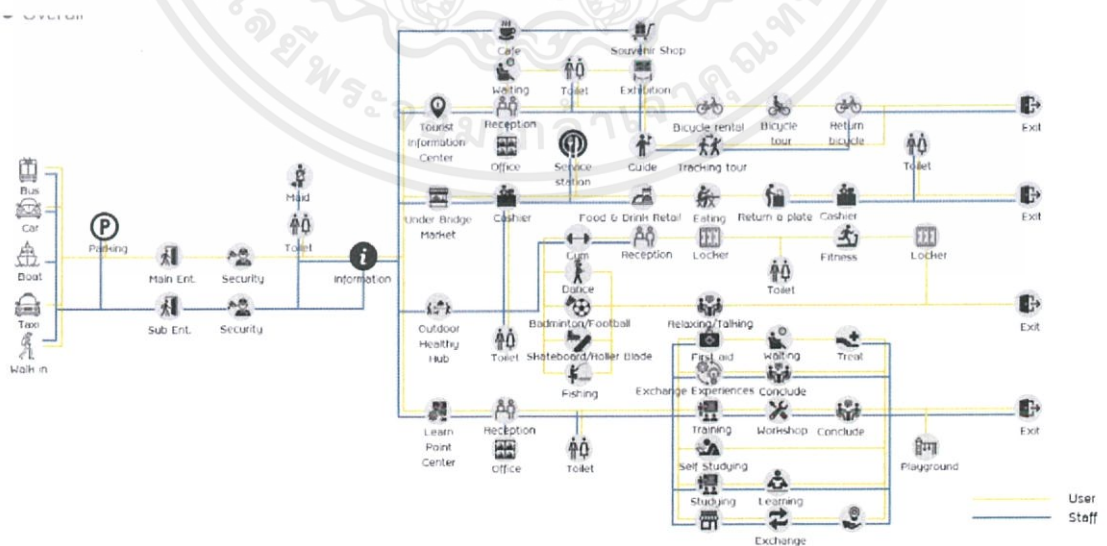 Overall
Cafe
Souvenir Shop
Waiting
Toilet
Exhibition
Tourist
Information
Center
Reception
Bicycle rental
Bicycle
tour
Return
bicycle
Exit
Office
Service
station
Guide
Tracking tour
Toilet
Bus
Car
Boat
Taxi
Walk in
P
Parking
Main Ent.
Security
Sub Ent.
Security
Maid
Toilet
i
Information
Under Bridge
Market
Cashier
Food & Drink Retail
Eating
Return a plate
Cashier
Exit
Gym
Reception
Locker
Toilet
Fitness
Locker
Dance
Outdoor
Healthy
Hub
Toilet
Badminton/Football
Skateboard/Roller Blade
Fishing
Relaxing/Talking
Exit
First aid
Waiting
Treat
Exchange Experiences
Conclude
Learn
Point
Center
Reception
Office
Toilet
Training
Workshop
Conclude
Playground
Exit
Self Studying
Studying
Learning
Exchange
User
Staff